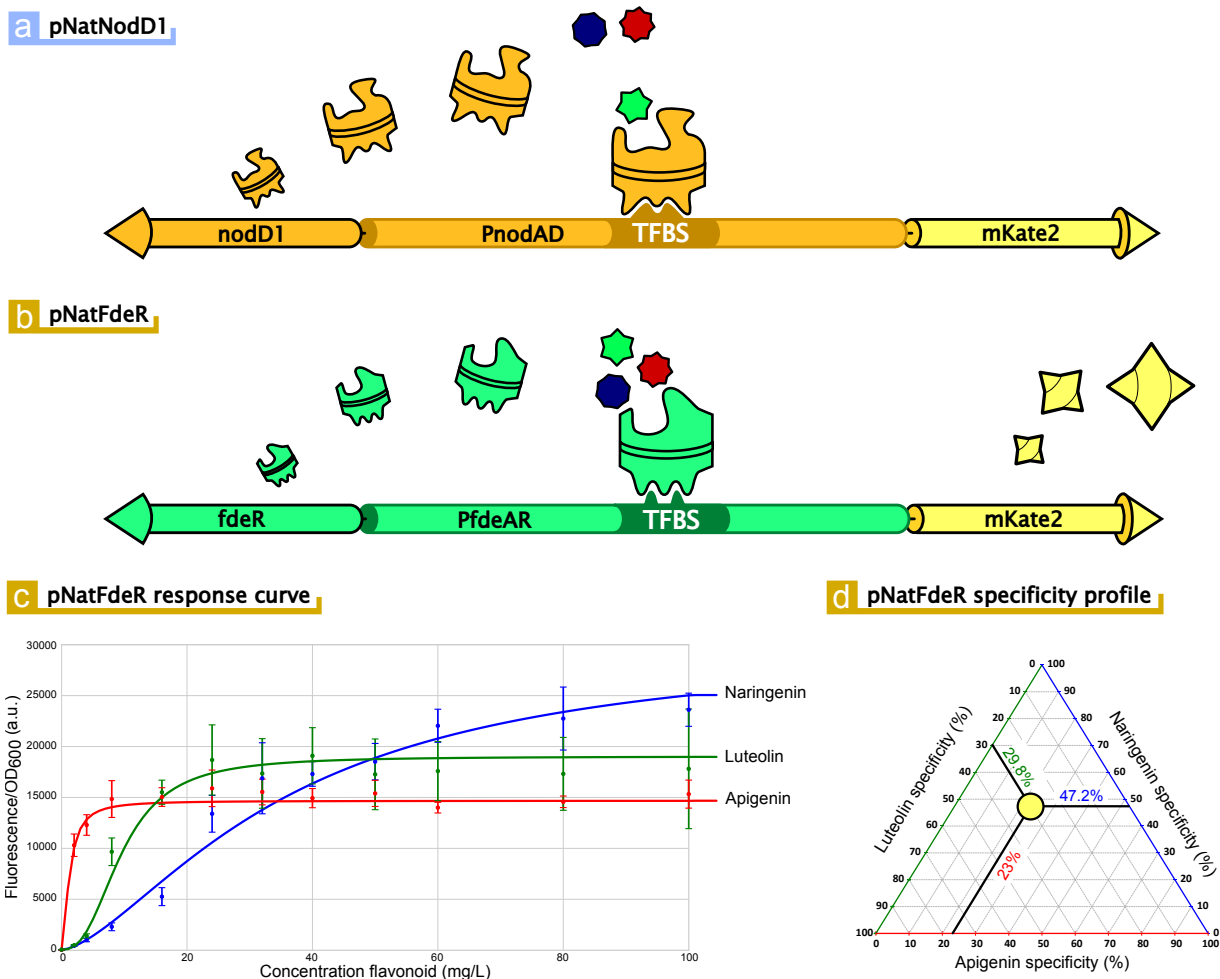 a pNatNodD1
nodD1 PnodAD TFBS mKate2
b pNatFdeR
fdeR PfdeAR TFBS mKate2
c pNatFdeR response curve
30000
25000
20000
15000
10000
5000
0
Fluorescence/OD600 (a.u.)
0 20 40 60 80 100
Concentration flavonoid (mg/L)
Naringenin
Luteolin
Apigenin
d pNatFdeR specificity profile
0 100
10 90
20 80
30 70
40 60
50 50
60 40
70 30
80 20
90 10
100 0
0 10 20 30 40 50 60 70 80 90 100
Luteolin specificity (%)
Naringenin specificity (%)
Apigenin specificity (%)
29.8%
47.2%
23%